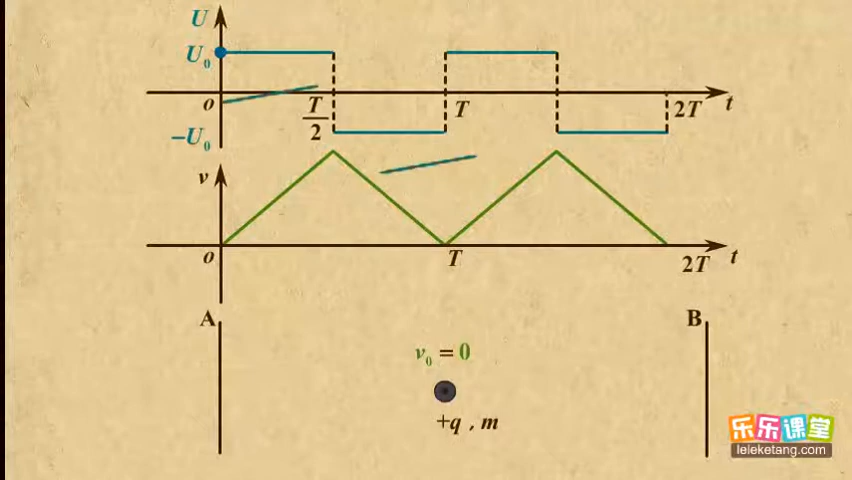 U
U₀
o
T/2
T
2T
t
–U₀
v
o
T
2T
t
A
B
v₀ = 0
+q , m
乐乐课堂
leleketang.com